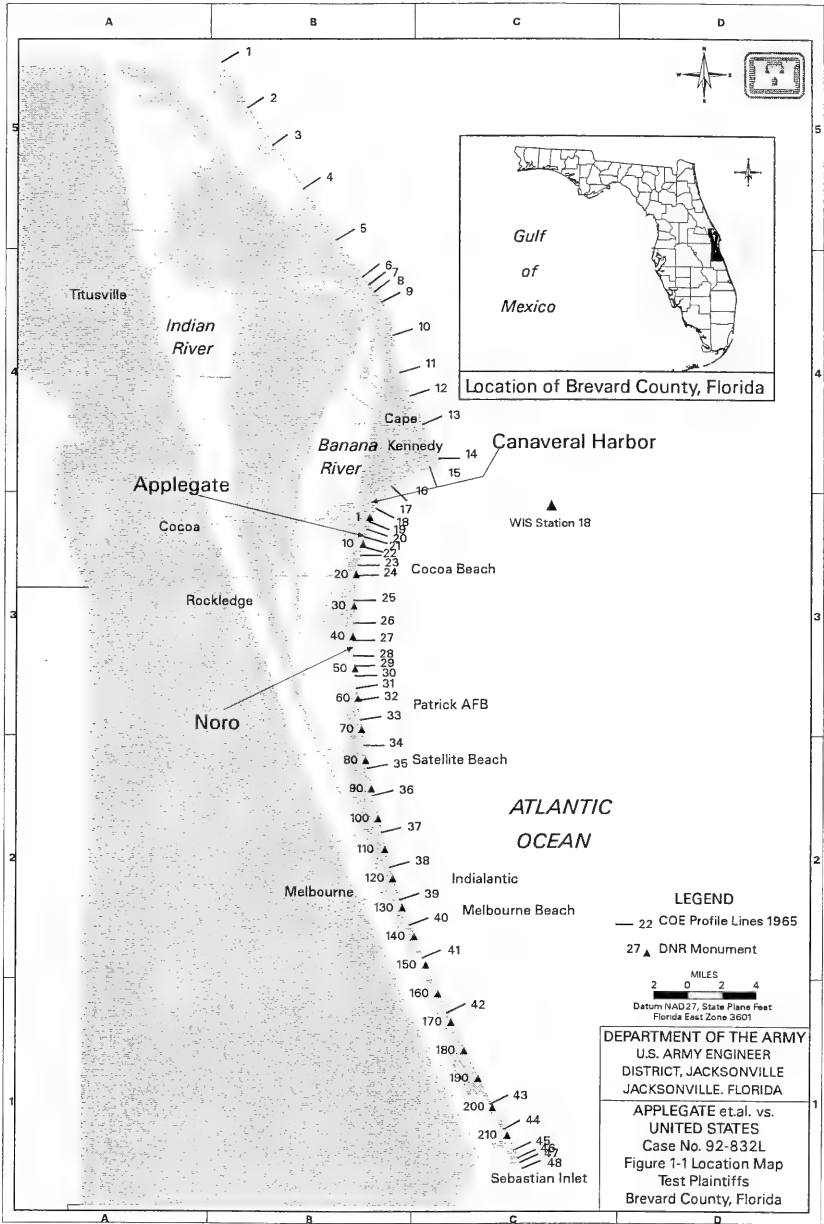 A B C D
N
W E
S
1
2
3
4
5
6
7
8
9
10
11
12
13
14
15
16
17
18
19
20
21
22
23
24
25
26
27
28
29
30
31
32
33
34
35
36
37
38
39
40
41
42
43
44
45
46
47
48
5
4
3
2
1
5
4
3
2
1
Gulf
of
Mexico
Location of Brevard County, Florida
Titusville
Indian
River
Cape
Kennedy
Banana
River
Canaveral Harbor
Applegate
WIS Station 18
Cocoa
Cocoa Beach
Rockledge
Noro
Patrick AFB
Satellite Beach
ATLANTIC
OCEAN
Indialantic
Melbourne
Melbourne Beach
Sebastian Inlet
1
10
20
30
40
50
60
70
80
90
100
110
120
130
140
150
160
170
180
190
200
210
LEGEND
22 COE Profile Lines 1965
27 DNR Monument
MILES
2 0 2 4
Datum NAD27, State Plane Feet
Florida East Zone 3601
DEPARTMENT OF THE ARMY
U.S. ARMY ENGINEER
DISTRICT, JACKSONVILLE
JACKSONVILLE. FLORIDA
APPLEGATE et.al. vs.
UNITED STATES
Case No. 92-832L
Figure 1-1 Location Map
Test Plaintiffs
Brevard County, Florida
A B C D